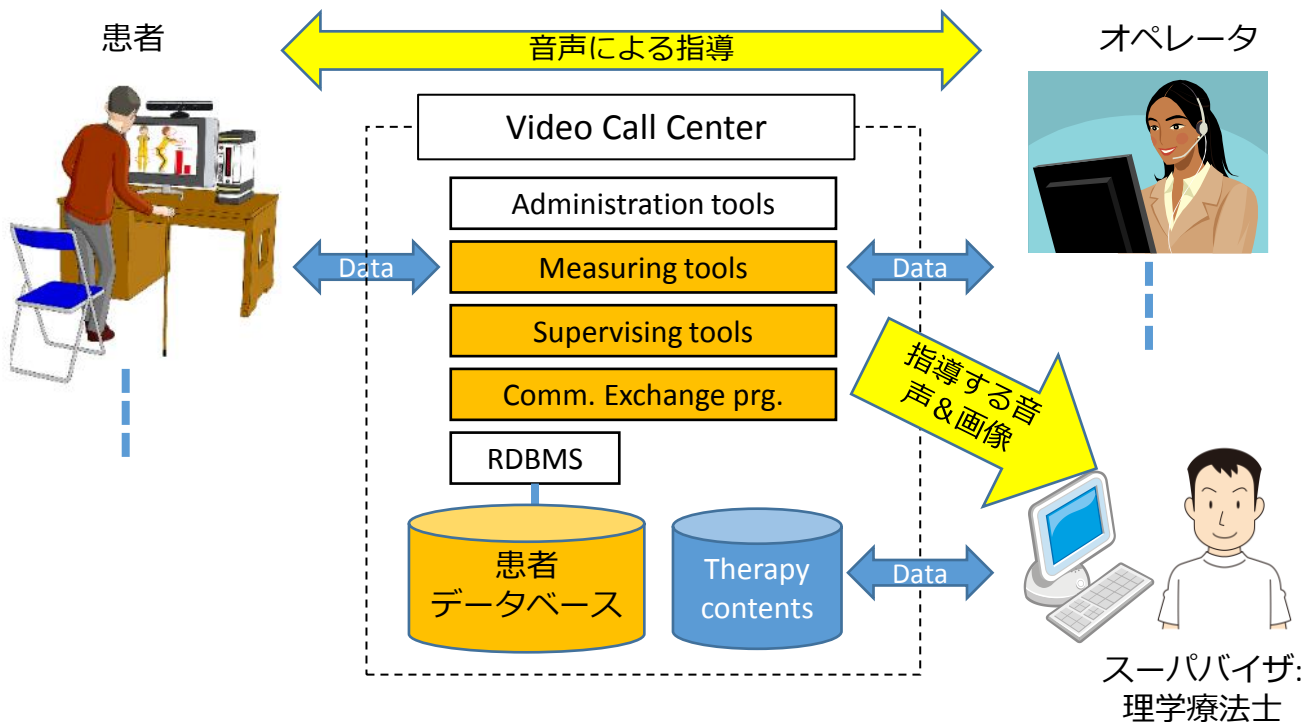 患者
音声による指導
オペレータ
Video Call Center
Administration tools
Data
Measuring tools
Data
Supervising tools
Comm. Exchange prg.
指導する音
声&画像
RDBMS
患者
データベース
Therapy
contents
Data
スーパバイザ:
理学療法士